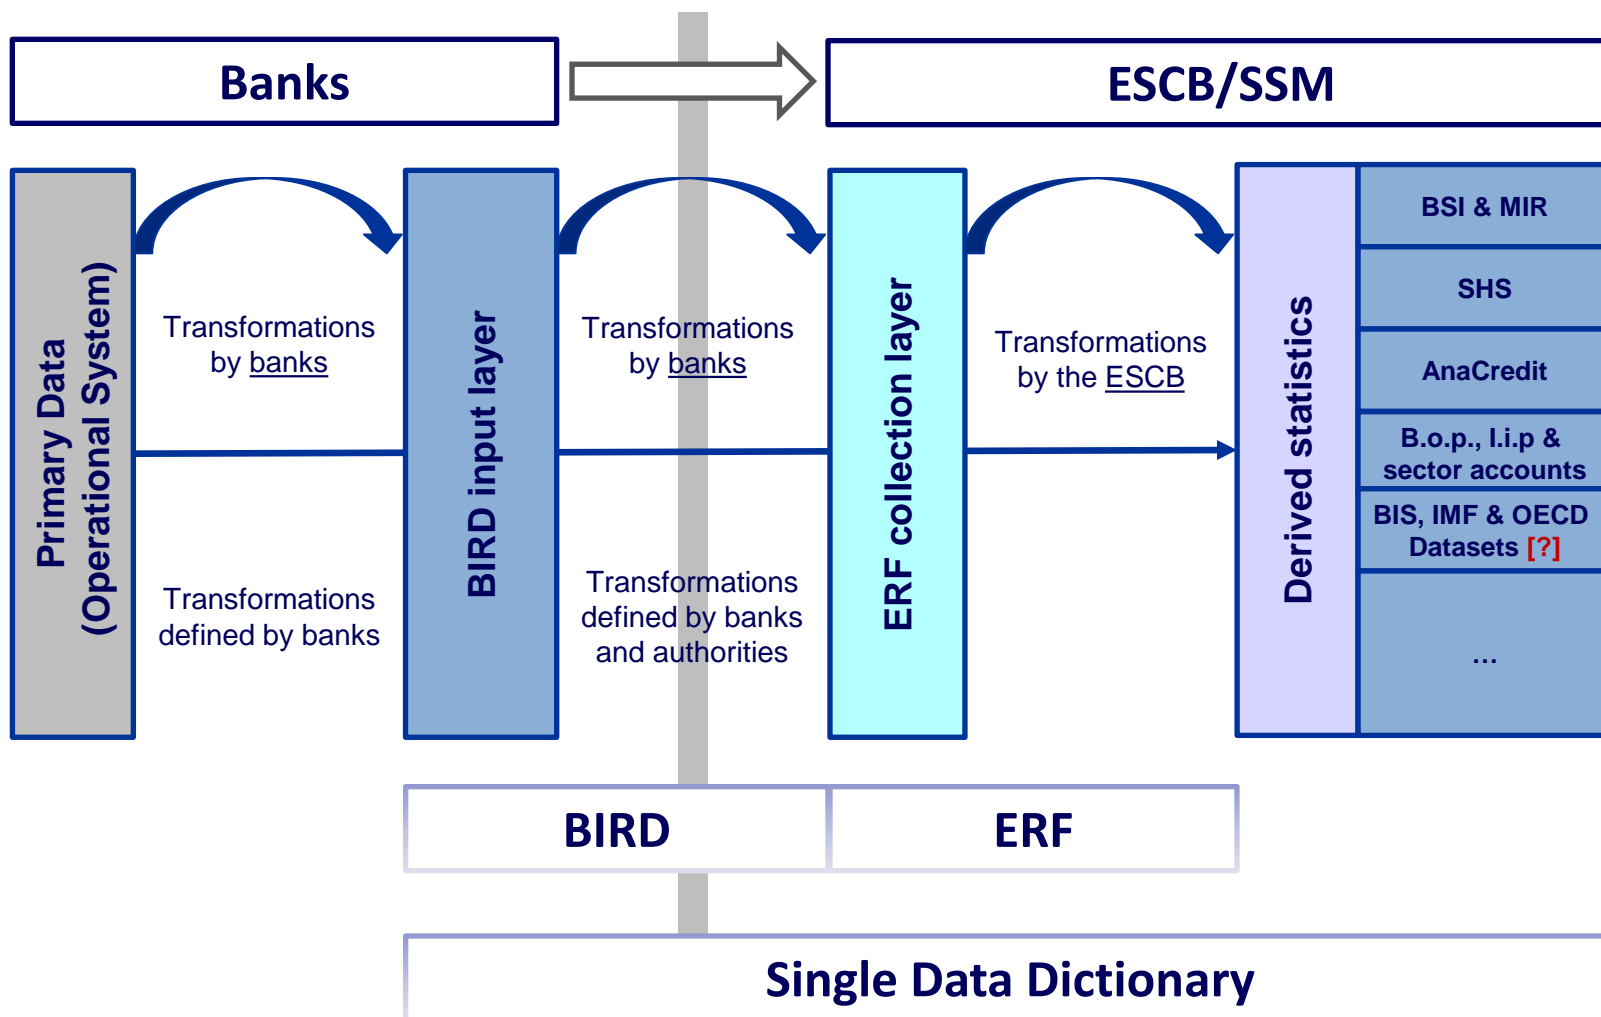 Banks
ESCB/SSM
Primary Data
(Operational System)
Transformations
by banks
Transformations
defined by banks
BIRD input layer
Transformations
by banks
Transformations
defined by banks
and authorities
ERF collection layer
Transformations
by the ESCB
Derived statistics
BSI & MIR
SHS
AnaCredit
B.o.p., I.i.p &
sector accounts
BIS, IMF & OECD
Datasets [?]
...
BIRD
ERF
Single Data Dictionary